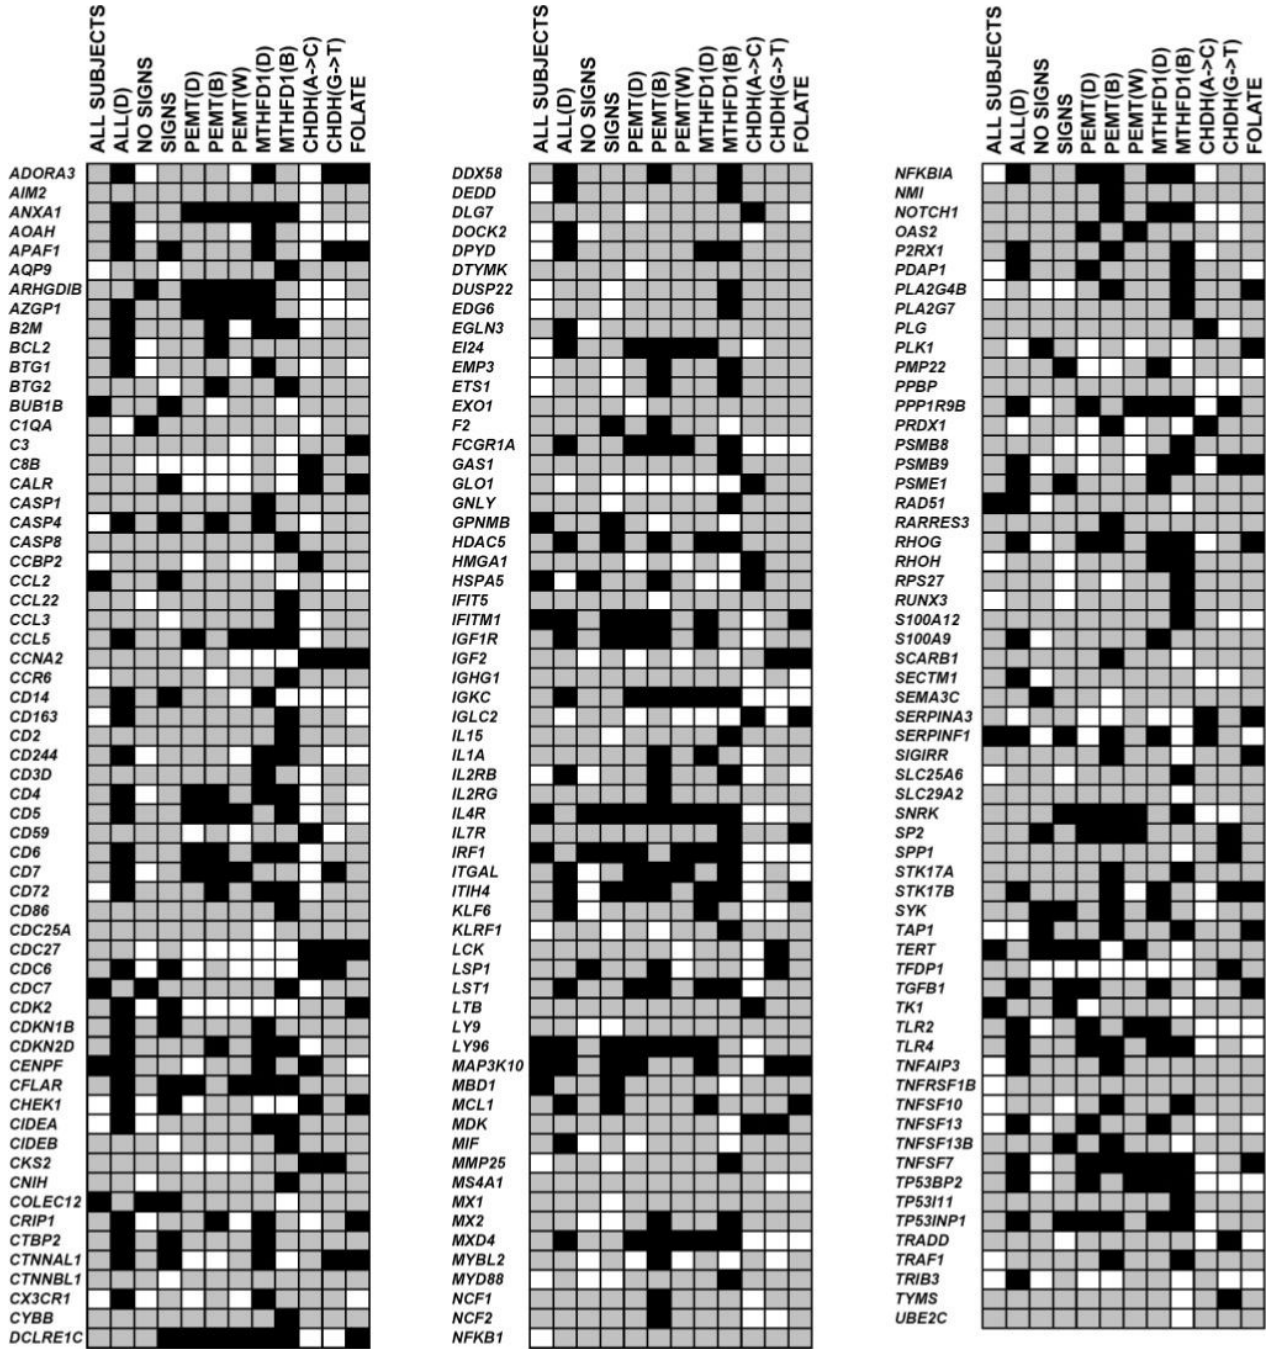 ALL SUBJECTS
ALL(D)
NO SIGNS
SIGNS
PEMT(D)
PEMT(B)
PEMT(W)
MTHFD1(D)
MTHFD1(B)
CHDH(A->C)
CHDH(G->T)
FOLATE
ADORA3
AIM2
ANXA1
AOAH
APAF1
AQP9
ARHGDIB
AZGP1
B2M
BCL2
BTG1
BTG2
BUB1B
C1QA
C3
C8B
CALR
CASP1
CASP4
CASP8
CCBP2
CCL2
CCL22
CCL3
CCL5
CCNA2
CCR6
CD14
CD163
CD2
CD244
CD3D
CD4
CD5
CD59
CD6
CD7
CD72
CD86
CDC25A
CDC27
CDC6
CDC7
CDK2
CDKN1B
CDKN2D
CENPF
CFLAR
CHEK1
CIDEA
CIDEB
CKS2
CNIH
COLEC12
CRIP1
CTBP2
CTNNAL1
CTNNBL1
CX3CR1
CYBB
DCLRE1C
ALL SUBJECTS
ALL(D)
NO SIGNS
SIGNS
PEMT(D)
PEMT(B)
PEMT(W)
MTHFD1(D)
MTHFD1(B)
CHDH(A->C)
CHDH(G->T)
FOLATE
DDX58
DEDD
DLG7
DOCK2
DPYD
DTYMK
DUSP22
EDG6
EGLN3
EI24
EMP3
ETS1
EXO1
F2
FCGR1A
GAS1
GLO1
GNLY
GPNMB
HDAC5
HMGA1
HSPA5
IFIT5
IFITM1
IGF1R
IGF2
IGHG1
IGKC
IGLC2
IL15
IL1A
IL2RB
IL2RG
IL4R
IL7R
IRF1
ITGAL
ITIH4
KLF6
KLRF1
LCK
LSP1
LST1
LTB
LY9
LY96
MAP3K10
MBD1
MCL1
MDK
MIF
MMP25
MS4A1
MX1
MX2
MXD4
MYBL2
MYD88
NCF1
NCF2
NFKB1
ALL SUBJECTS
ALL(D)
NO SIGNS
SIGNS
PEMT(D)
PEMT(B)
PEMT(W)
MTHFD1(D)
MTHFD1(B)
CHDH(A->C)
CHDH(G->T)
FOLATE
NFKBIA
NMI
NOTCH1
OAS2
P2RX1
PDAP1
PLA2G4B
PLA2G7
PLG
PLK1
PMP22
PPBP
PPP1R9B
PRDX1
PSMB8
PSMB9
PSME1
RAD51
RARRES3
RHOG
RHOH
RPS27
RUNX3
S100A12
S100A9
SCARB1
SECTM1
SEMA3C
SERPINA3
SERPINF1
SIGIRR
SLC25A6
SLC29A2
SNRK
SP2
SPP1
STK17A
STK17B
SYK
TAP1
TERT
TFDP1
TGFB1
TK1
TLR2
TLR4
TNFAIP3
TNFRSF1B
TNFSF10
TNFSF13
TNFSF13B
TNFSF7
TP53BP2
TP53I11
TP53INP1
TRADD
TRAF1
TRIB3
TYMS
UBE2C